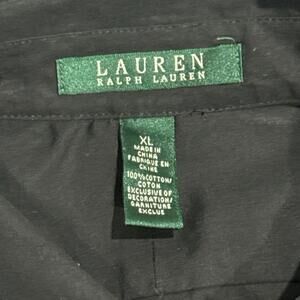 LAUREN
RALPH LAUREN
XL
MADE IN
CHINA
FABRIQUE EN
CHINE
100%COTTON/
COTON
EXCLUSIVE OF
DECORATION/
GARNITURE
EXCLUE